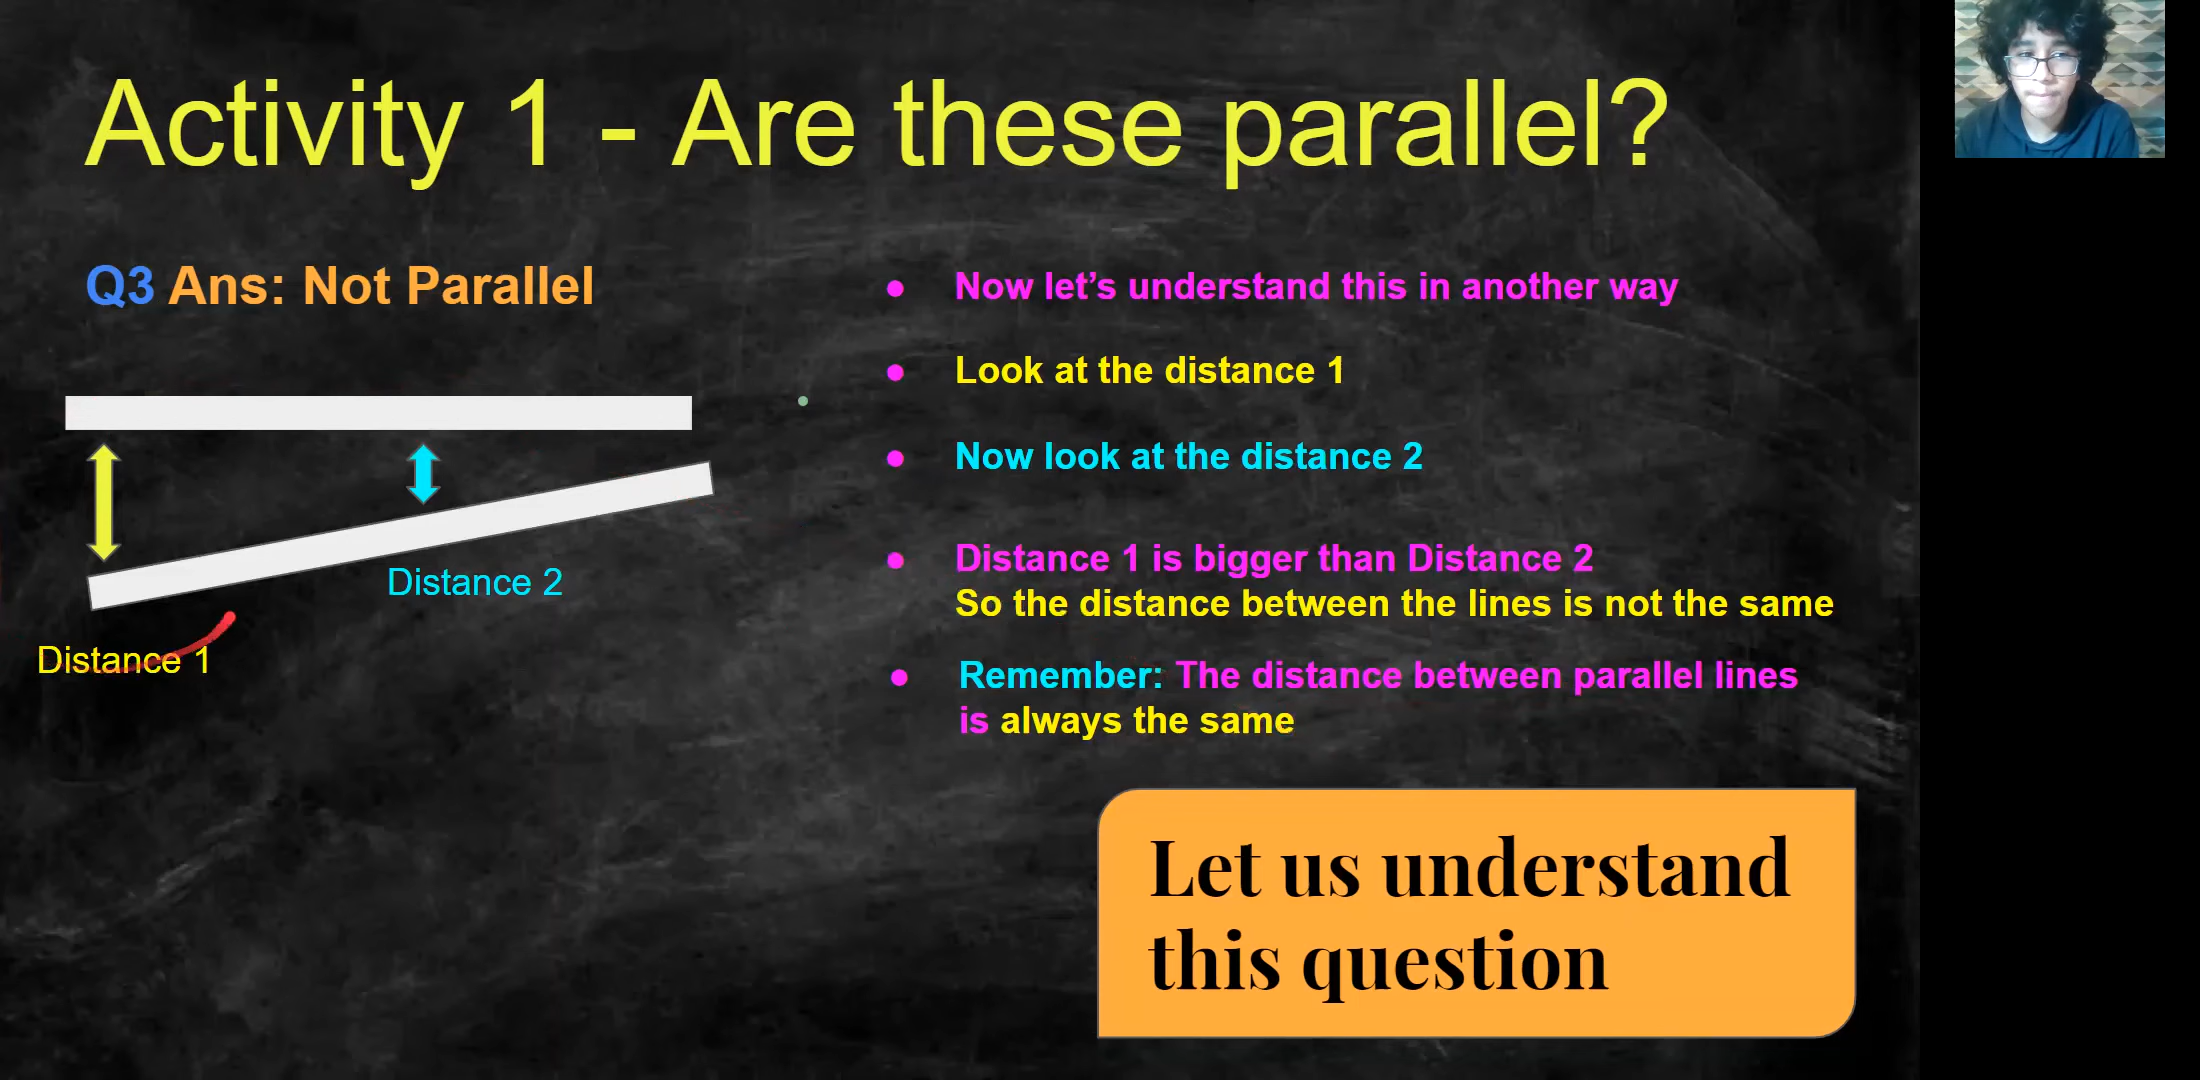 Activity 1 - Are these parallel?
Q3 Ans: Not Parallel
Distance 2
Distance 1
Now let’s understand this in another way
Look at the distance 1
Now look at the distance 2
Distance 1 is bigger than Distance 2
So the distance between the lines is not the same
Remember: The distance between parallel lines
is always the same
Let us understand
this question